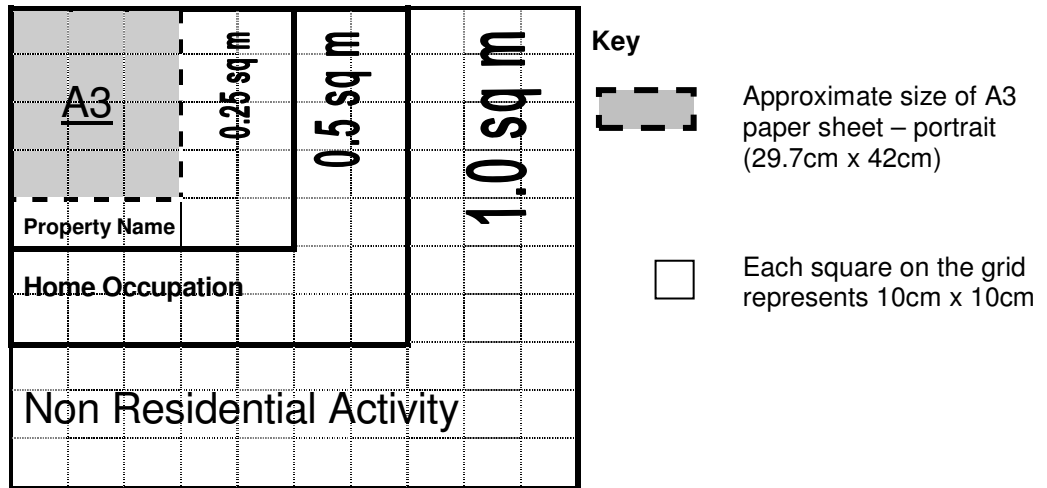 A3
0.25 sq m
0.5 sq m
1.0 sq m
Property Name
Home Occupation
Non Residential Activity
Key
Approximate size of A3
paper sheet – portrait
(29.7cm x 42cm)
Each square on the grid
represents 10cm x 10cm